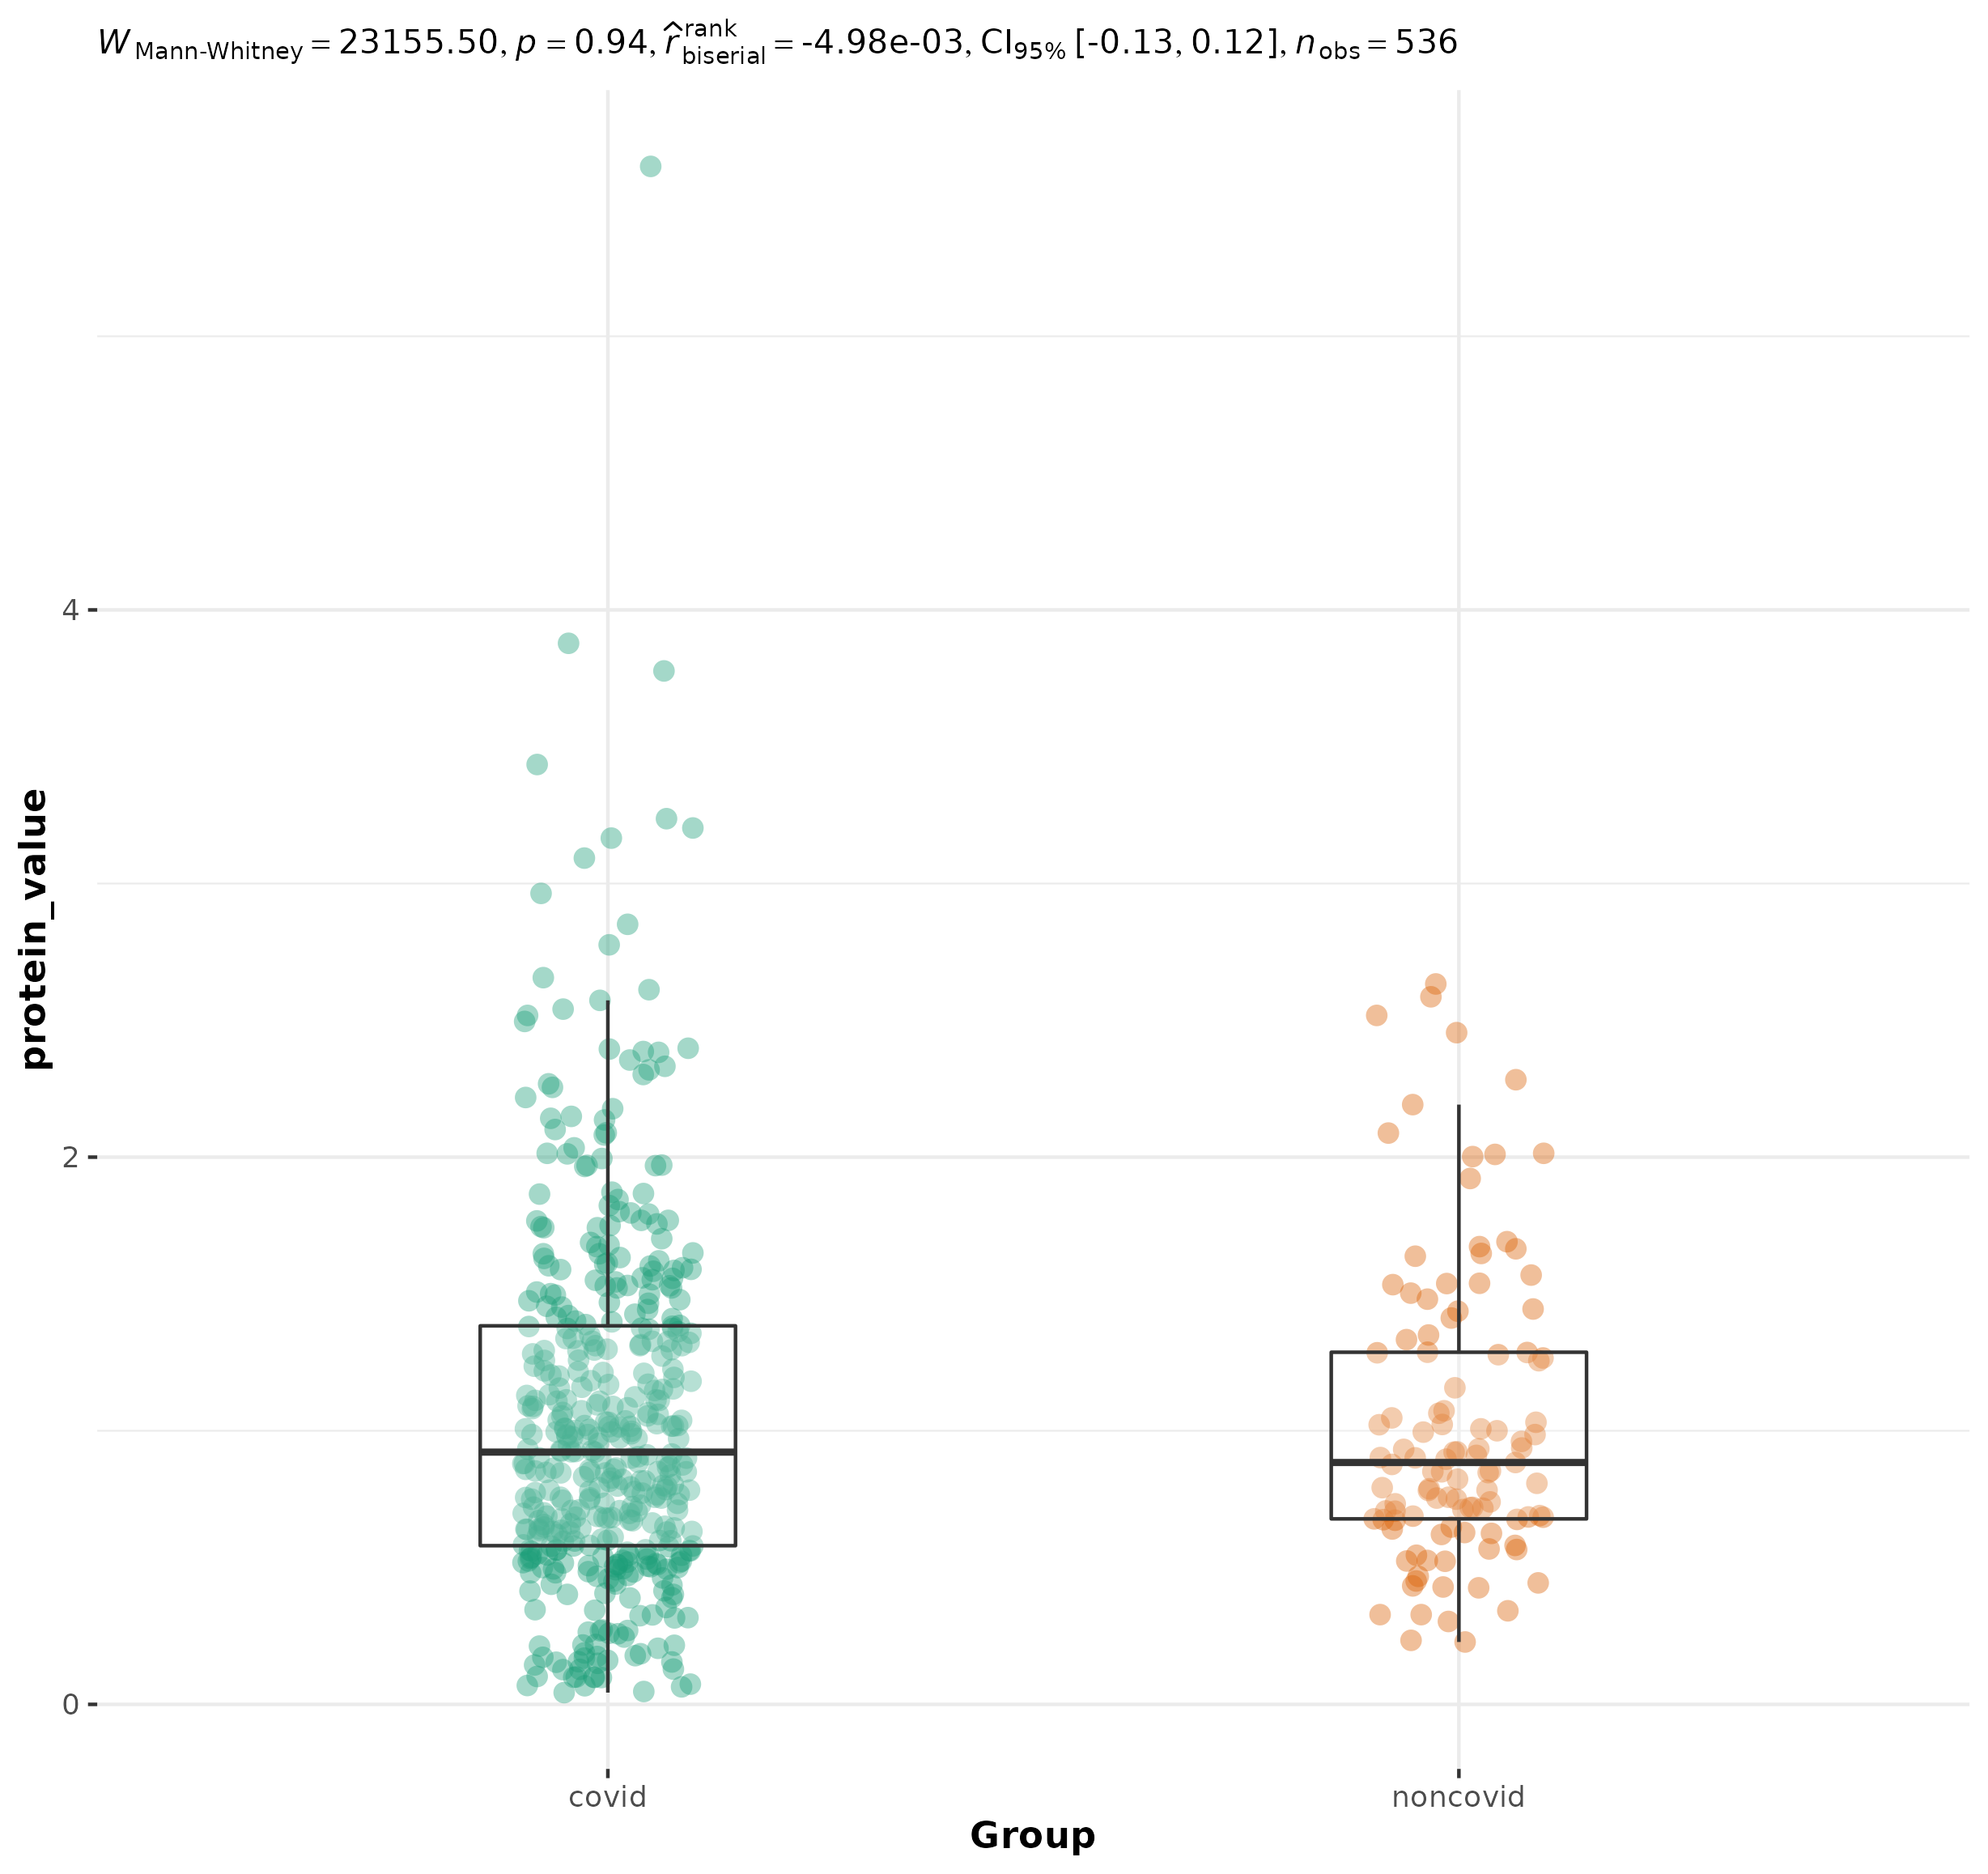 W Mann-Whitney = 23155.50, p = 0.94, r̂ rank biserial = -4.98e-03, CI95% [-0.13, 0.12], n obs = 536
protein_value
4
2
0
covid noncovid
Group